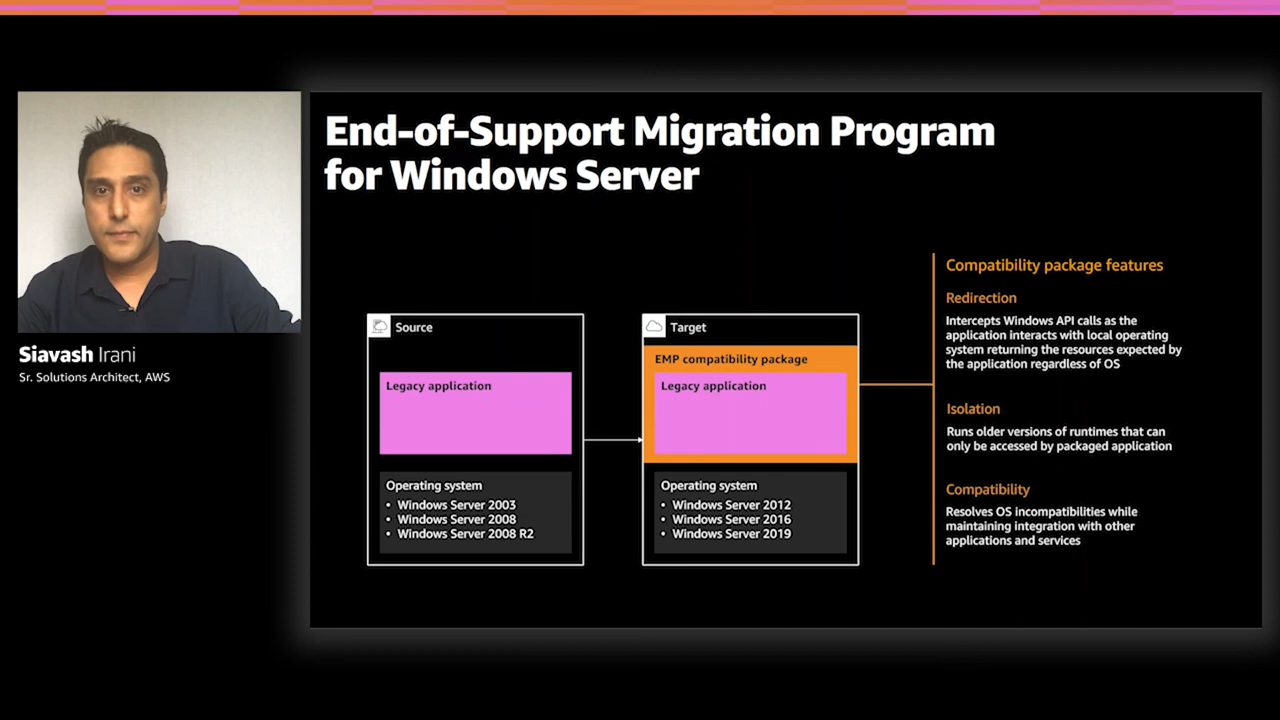 End-of-Support Migration Program
for Windows Server
Siavash Irani
Sr. Solutions Architect, AWS
Source
Legacy application
Operating system
• Windows Server 2003
• Windows Server 2008
• Windows Server 2008 R2
Target
EMP compatibility package
Legacy application
Operating system
• Windows Server 2012
• Windows Server 2016
• Windows Server 2019
Compatibility package features
Redirection
Intercepts Windows API calls as the
application interacts with local operating
system returning the resources expected by
the application regardless of OS
Isolation
Runs older versions of runtimes that can
only be accessed by packaged application
Compatibility
Resolves OS incompatibilities while
maintaining integration with other
applications and services